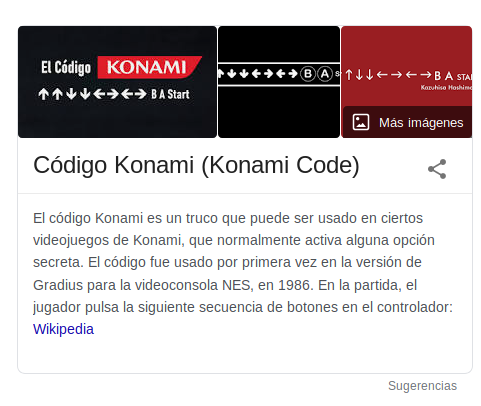 El Código KONAMI
↑↑↓↓←→←→ B A Start
↑↓↓←→←→ B A S
↑↓↓←→←→ B A STAR
Kazuhisa Hashim
Más imágenes
Código Konami (Konami Code)
El código Konami es un truco que puede ser usado en ciertos
videojuegos de Konami, que normalmente activa alguna opción
secreta. El código fue usado por primera vez en la versión de
Gradius para la videoconsola NES, en 1986. En la partida, el
jugador pulsa la siguiente secuencia de botones en el controlador:
Wikipedia
Sugerencias